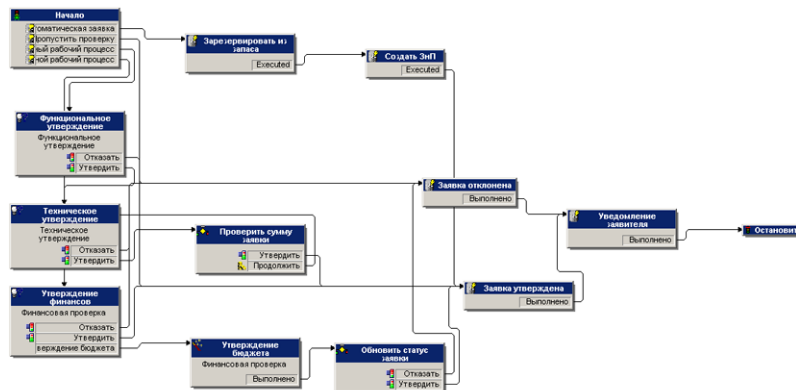 Начало
оматическая заявка
ропустить проверку
ный рабочий процесс
ной рабочий процесс
Зарезервировать из
запаса
Executed
Создать ЗнП
Executed
Функциональное
утверждение
Функциональное
утверждение
Отказать
Утвердить
Техническое
утверждение
Техническое
утверждение
Отказать
Утвердить
Проверить сумму
заявки
Утвердить
Продолжить
Заявка отклонена
Выполнено
Уведомление
заявителя
Выполнено
Остановит
Заявка утверждена
Выполнено
Утверждение
финансов
Финансовая проверка
Отказать
Утвердить
верждение бюджета
Утверждение
бюджета
Финансовая проверка
Выполнено
Обновить статус
заявки
Отказать
Утвердить